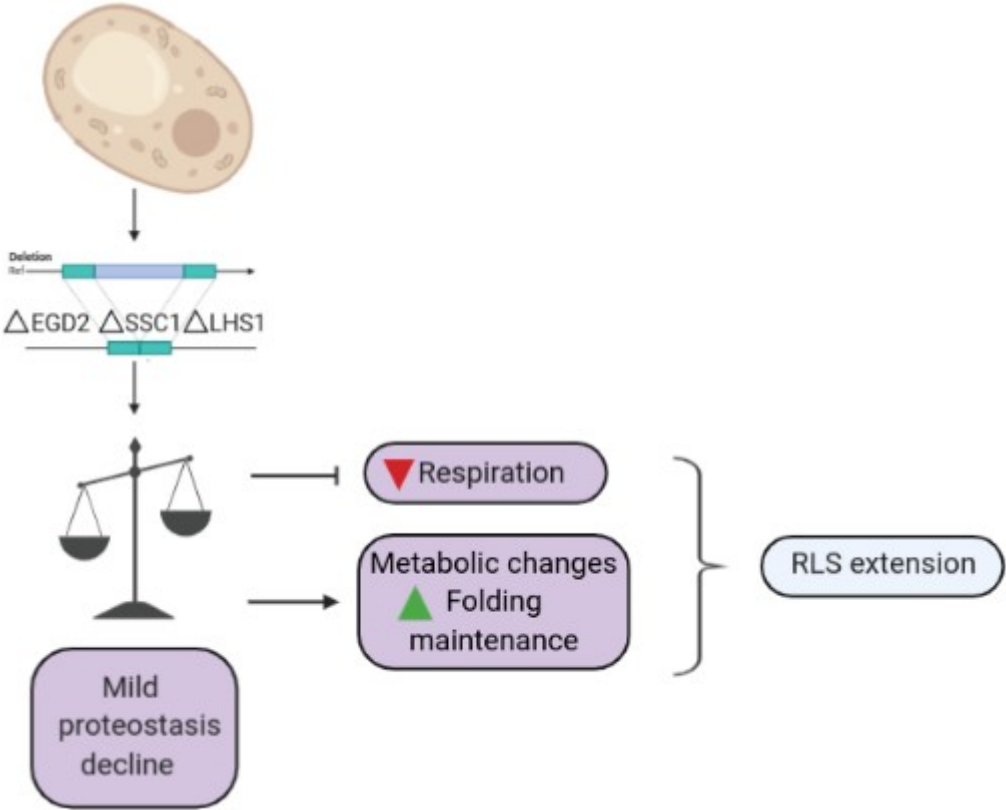 Deletion
Ref
△EGD2 △SSC1 △LHS1
Respiration
Metabolic changes
Folding
maintenance
RLS extension
Mild
proteostasis
decline